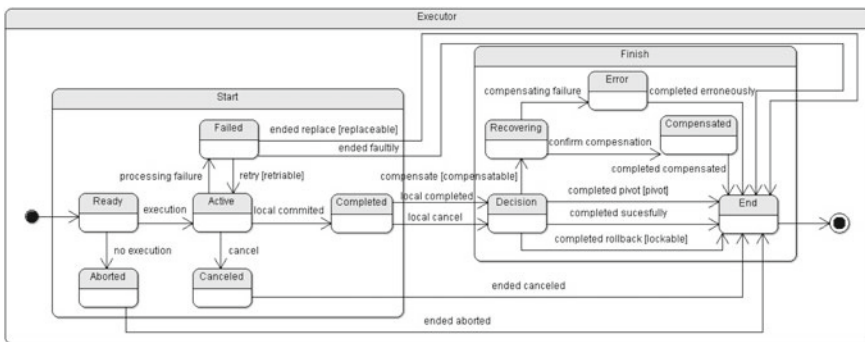 Executor
Finish
Error
compensating failure
completed erroneously
Start
Failed
ended replace [replaceable]
Recovering
Compensated
ended faultily
confirm compesnation
processing failure
retry [retriable]
compensate [compensatable]
completed compensated
Ready
execution
Active
local commited
Completed
local completed
Decision
completed pivot [pivot]
End
local cancel
completed sucesfully
no execution
cancel
completed rollback [lockable]
Aborted
Canceled
ended canceled
ended aborted